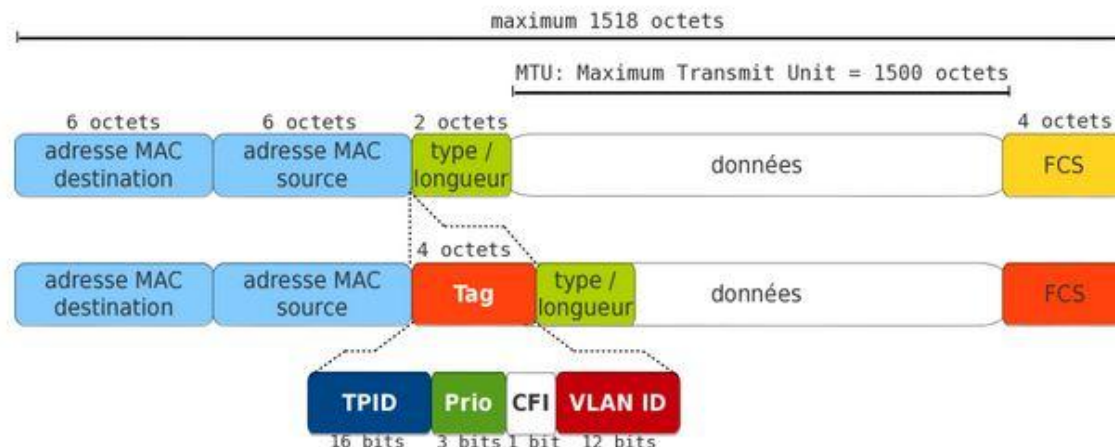 maximum 1518 octets
MTU: Maximum Transmit Unit = 1500 octets
6 octets 6 octets 2 octets 4 octets
adresse MAC destination
adresse MAC source
type / longueur
données
FCS
4 octets
adresse MAC destination
adresse MAC source
Tag
type / longueur
données
FCS
TPID Prio CFI VLAN ID
16 bits 3 bits 1 bit 12 bits